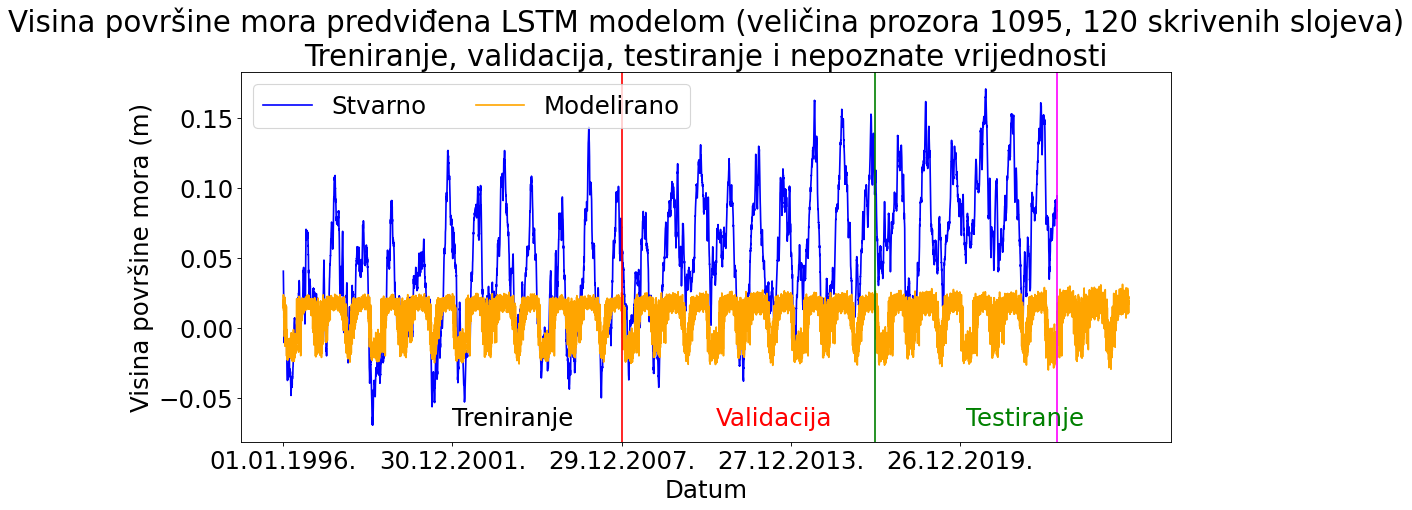 Visina površine mora predviđena LSTM modelom (veličina prozora 1095, 120 skrivenih slojeva)
Treniranje, validacija, testiranje i nepoznate vrijednosti
Stvarno
Modelirano
Visina površine mora (m)
0.15
0.10
0.05
0.00
−0.05
Treniranje
Validacija
Testiranje
01.01.1996.
30.12.2001.
29.12.2007.
27.12.2013.
26.12.2019.
Datum